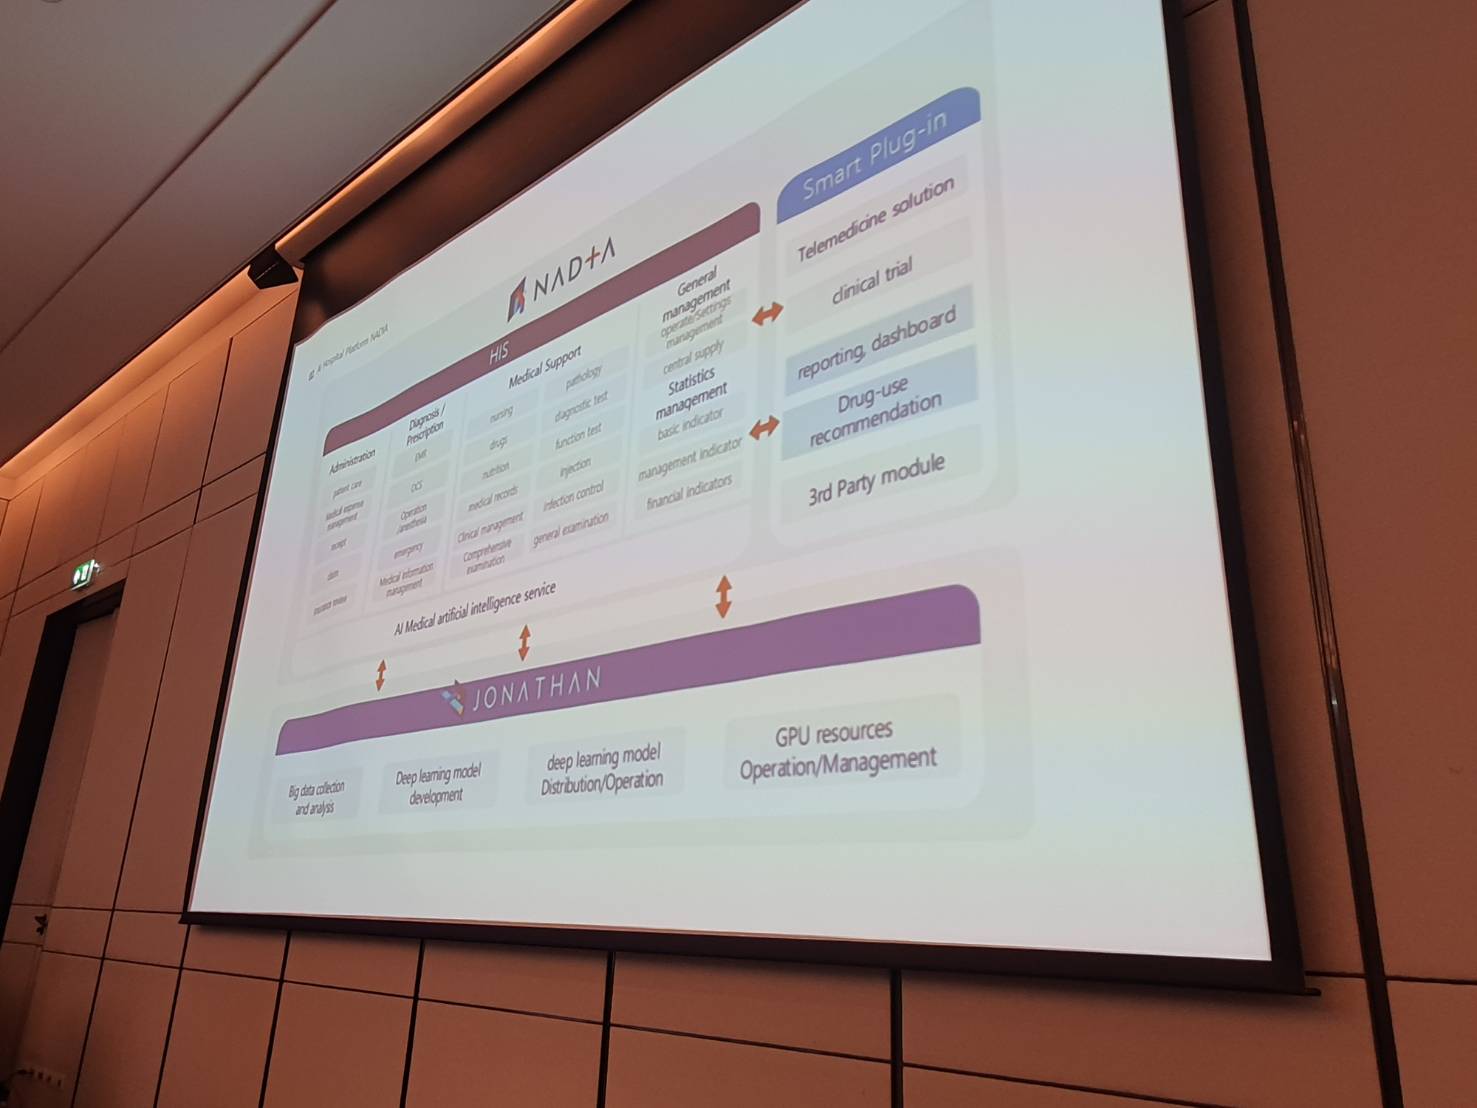 A Hospital Platform NADIA
NADIA
HIS
Administration
patient care
Medical expense
management
receipt
claim
insurance review
Diagnosis /
Prescription
EMR
OCS
Operation
/anesthesia
emergency
Medical information
management
Medical Support
nursing
drugs
nutrition
medical records
Clinical management
Comprehensive
examination
pathology
diagnostic test
function test
injection
infection control
general examination
General
management
operate/Settings
management
central supply
Statistics
management
basic indicator
management indicator
financial indicators
AI Medical artificial intelligence service
Smart Plug-in
Telemedicine solution
clinical trial
reporting, dashboard
Drug-use
recommendation
3rd Party module
JONATHAN
Big data collection
and analysis
Deep learning model
development
deep learning model
Distribution/Operation
GPU resources
Operation/Management